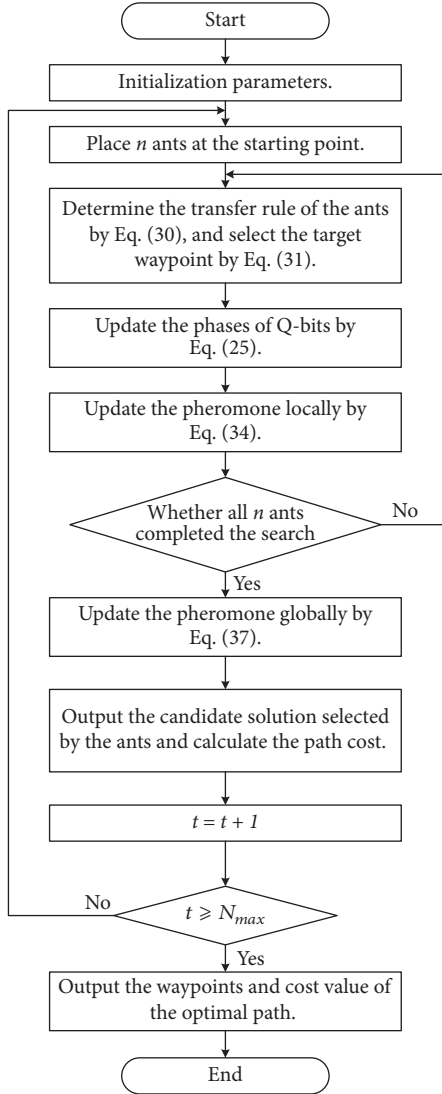 Start
Initialization parameters.
Place n ants at the starting point.
Determine the transfer rule of the ants
by Eq. (30), and select the target
waypoint by Eq. (31).
Update the phases of Q-bits by
Eq. (25).
Update the pheromone locally by
Eq. (34).
Whether all n ants
completed the search
No
Yes
Update the pheromone globally by
Eq. (37).
Output the candidate solution selected
by the ants and calculate the path cost.
t = t + 1
No
t ⩾ Nmax
Yes
Output the waypoints and cost value of
the optimal path.
End